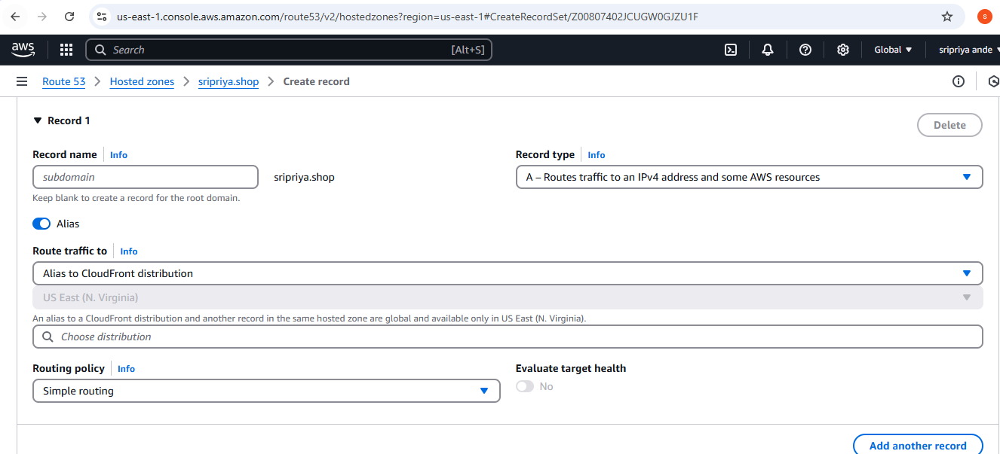 us-east-1.console.aws.amazon.com/route53/v2/hostedzones?region=us-east-1#CreateRecordSet/Z00807402JCUGW0GJZU1F
S
aws
Search [Alt+S]
Global
sripriya ande
Route 53 > Hosted zones > sripriya.shop > Create record
Record 1
Delete
Record name Info
Record type Info
subdomain
sripriya.shop
A – Routes traffic to an IPv4 address and some AWS resources
Keep blank to create a record for the root domain.
Alias
Route traffic to Info
Alias to CloudFront distribution
US East (N. Virginia)
An alias to a CloudFront distribution and another record in the same hosted zone are global and available only in US East (N. Virginia).
Choose distribution
Routing policy Info
Evaluate target health
Simple routing
No
Add another record